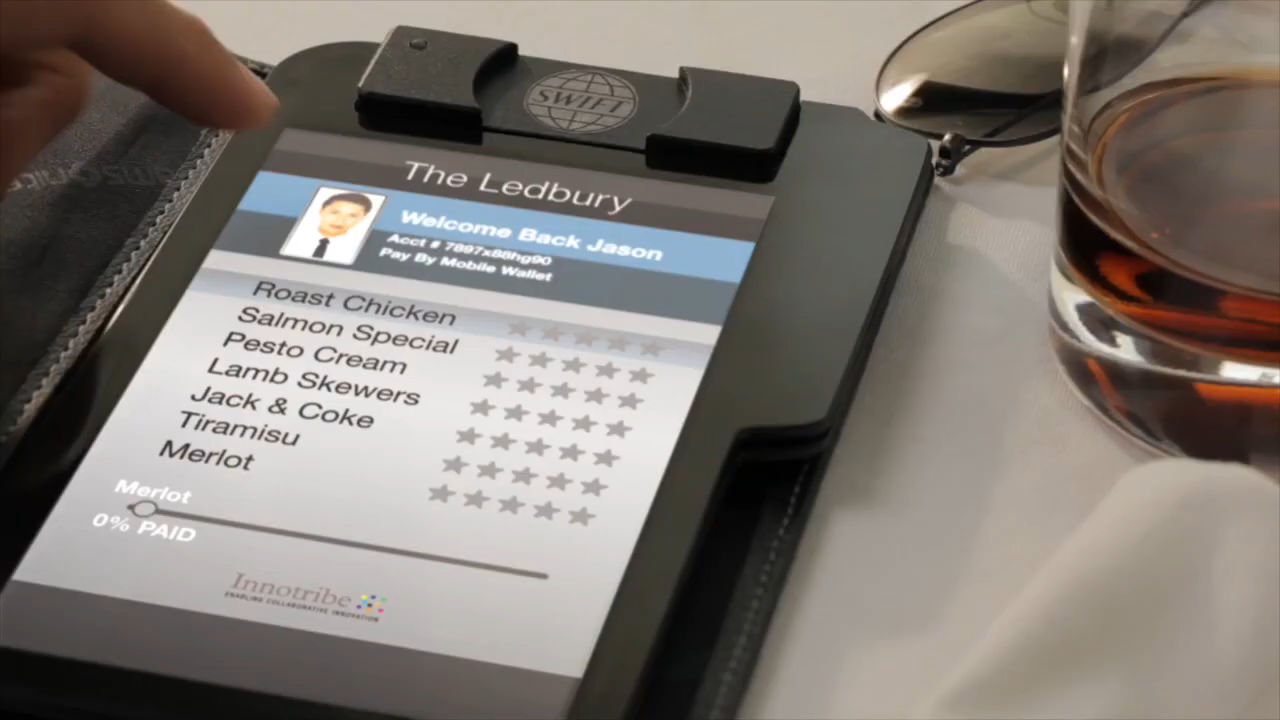 SWIFT
The Ledbury
Welcome Back Jason
Acct # 7897x88hg90
Pay By Mobile Wallet
Roast Chicken
Salmon Special
Pesto Cream
Lamb Skewers
Jack & Coke
Tiramisu
Merlot
Merlot
0% PAID
Innotribe
ENABLING COLLABORATIVE INNOVATION